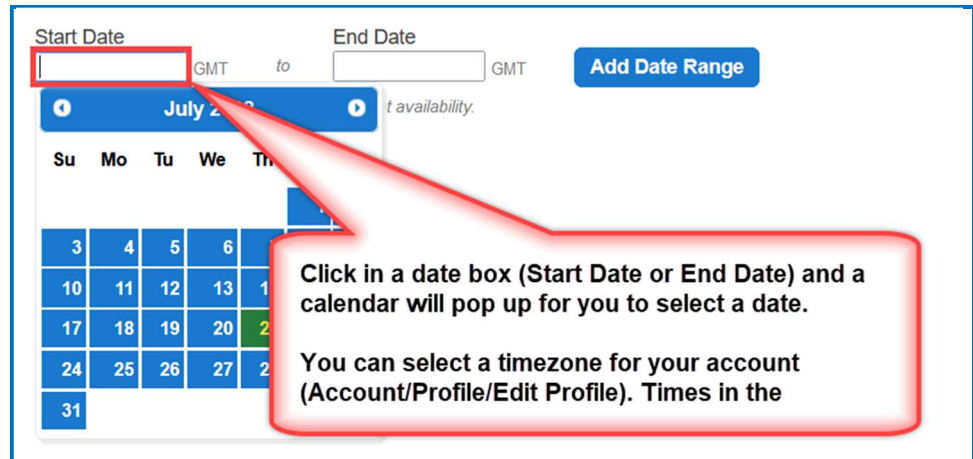 Start Date End Date
GMT to GMT Add Date Range
July
t availability.
Su Mo Tu We
3 4 5 6
10 11 12 13
17 18 19 20
24 25 26 27
31
Click in a date box (Start Date or End Date) and a
calendar will pop up for you to select a date.
You can select a timezone for your account
(Account/Profile/Edit Profile). Times in the